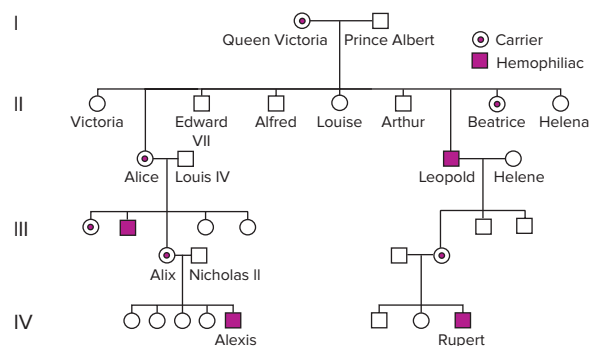 I
Queen Victoria Prince Albert
Carrier
Hemophiliac
II
Victoria Edward VII Alfred Louise Arthur Beatrice Helena
Alice Louis IV Leopold Helene
III
Alix Nicholas II
IV
Alexis Rupert